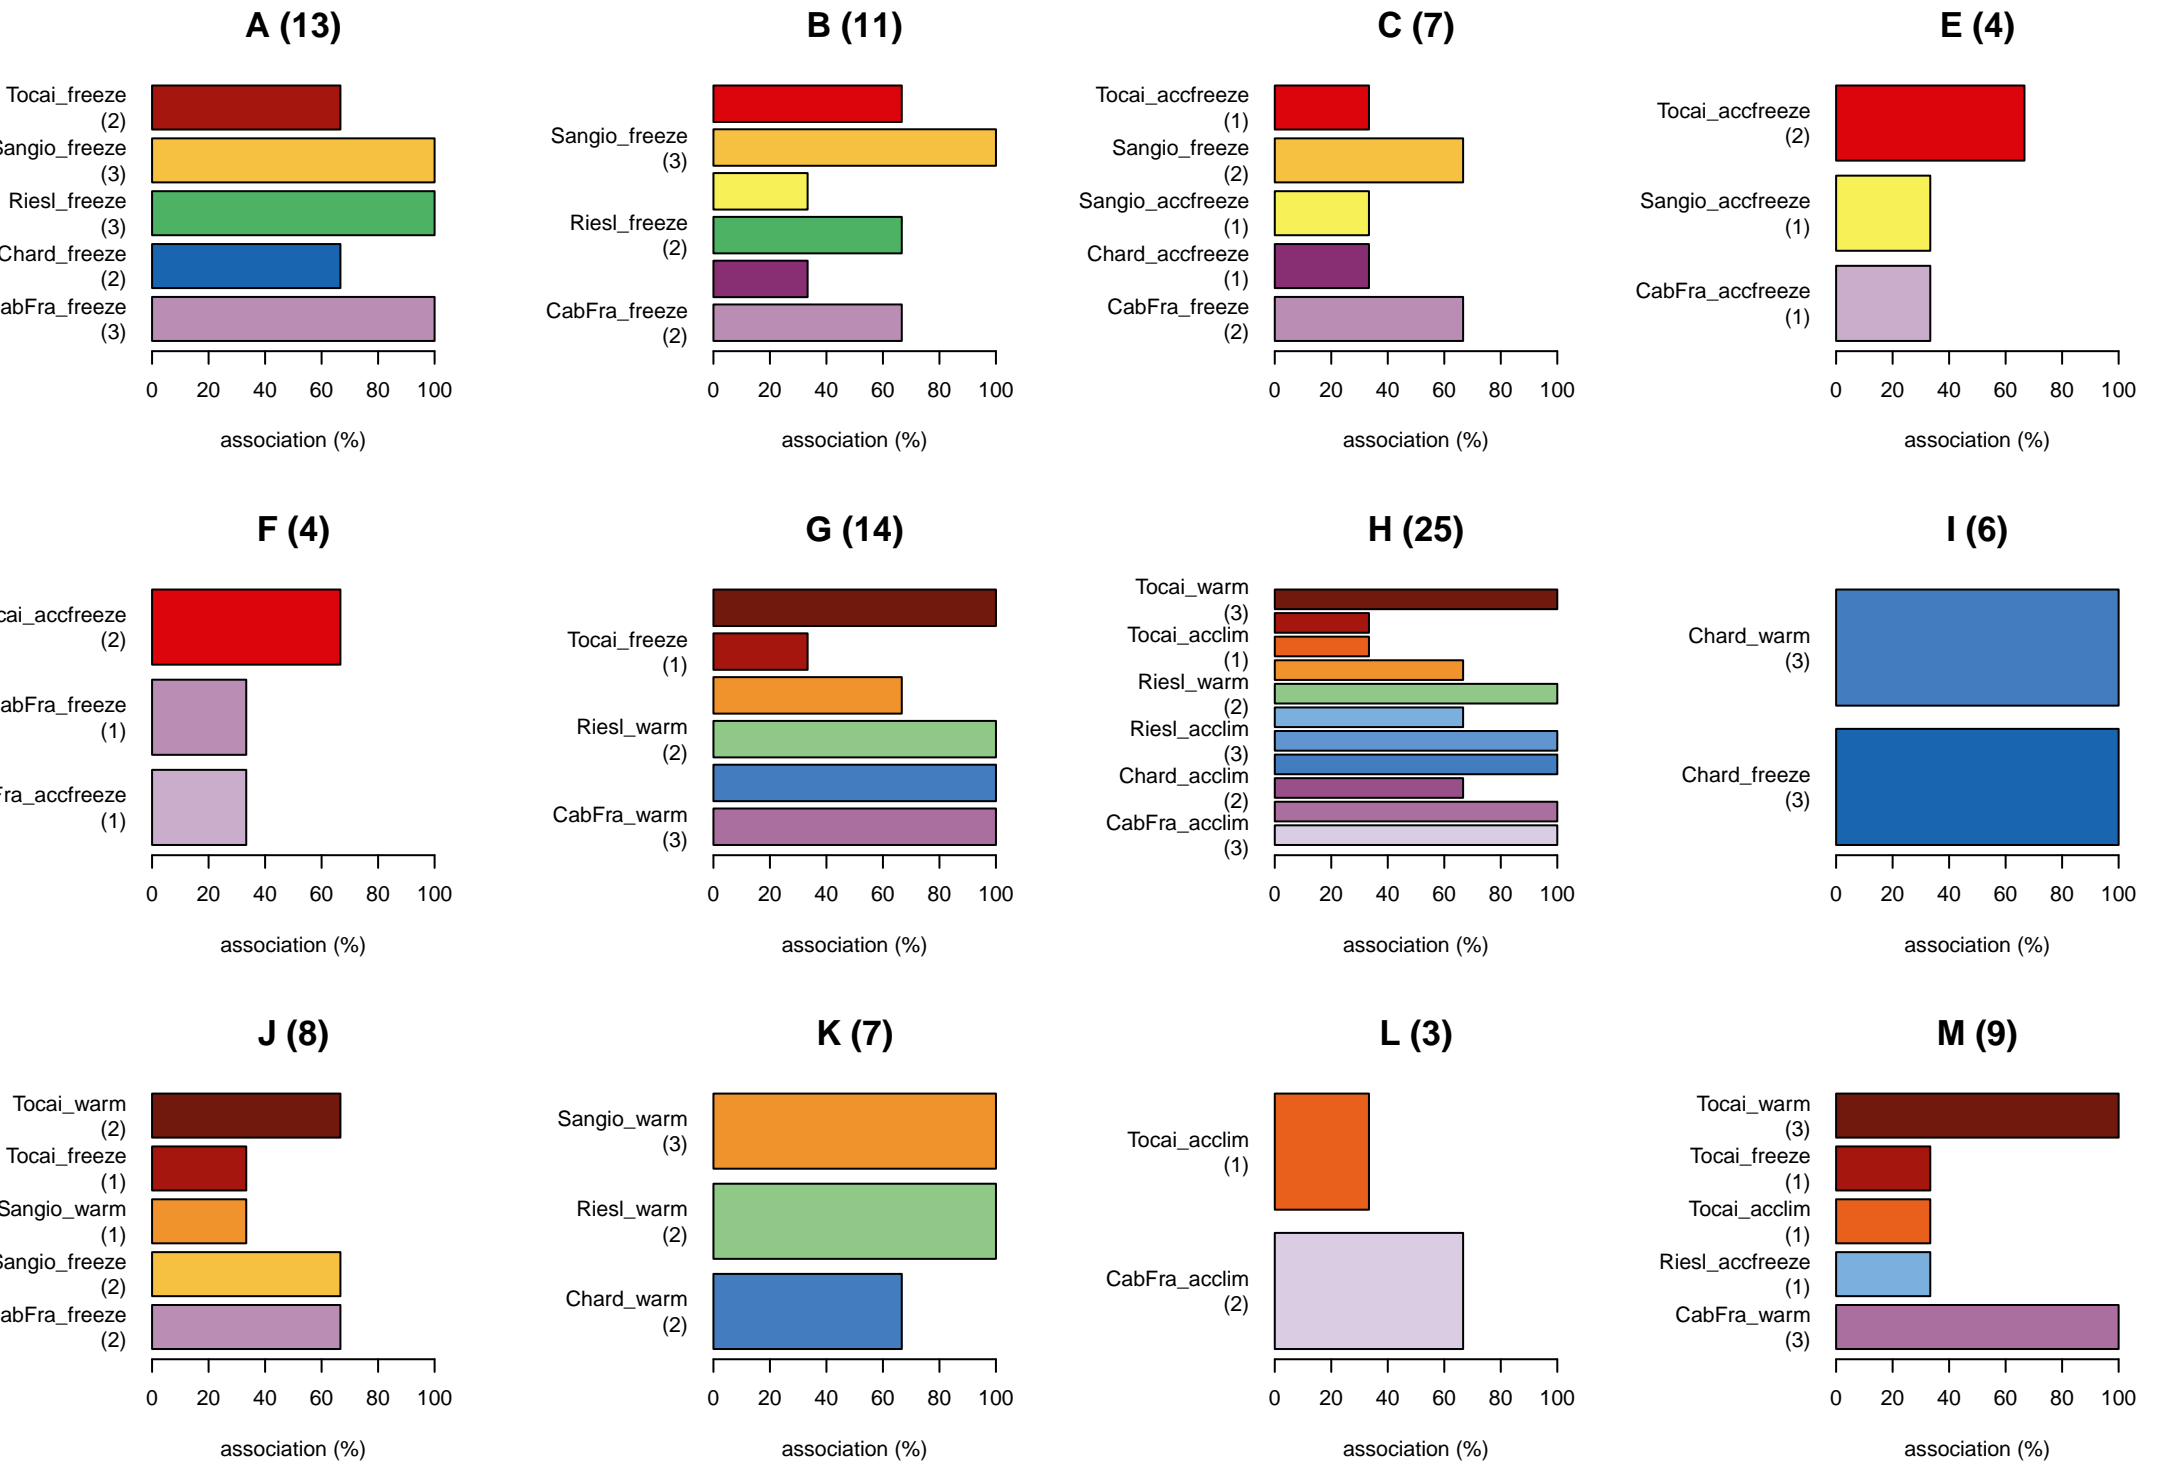 A (13)
Tocai_freeze
(2)
Sangio_freeze
(3)
Riesl_freeze
(3)
Chard_freeze
(2)
abFra_freeze
(3)
0 20 40 60 80 100
association (%)
B (11)
Sangio_freeze
(3)
Riesl_freeze
(2)
CabFra_freeze
(2)
0 20 40 60 80 100
association (%)
C (7)
Tocai_accfreeze
(1)
Sangio_freeze
(2)
Sangio_accfreeze
(1)
Chard_accfreeze
(1)
CabFra_freeze
(2)
0 20 40 60 80 100
association (%)
E (4)
Tocai_accfreeze
(2)
Sangio_accfreeze
(1)
CabFra_accfreeze
(1)
0 20 40 60 80 100
association (%)
F (4)
cai_accfreeze
(2)
abFra_freeze
(1)
Fra_accfreeze
(1)
0 20 40 60 80 100
association (%)
G (14)
Tocai_freeze
(1)
Riesl_warm
(2)
CabFra_warm
(3)
0 20 40 60 80 100
association (%)
H (25)
Tocai_warm
(3)
Tocai_acclim
(1)
Riesl_warm
(2)
Riesl_acclim
(3)
Chard_acclim
(2)
CabFra_acclim
(3)
0 20 40 60 80 100
association (%)
I (6)
Chard_warm
(3)
Chard_freeze
(3)
0 20 40 60 80 100
association (%)
J (8)
Tocai_warm
(2)
Tocai_freeze
(1)
Sangio_warm
(1)
Sangio_freeze
(2)
abFra_freeze
(2)
0 20 40 60 80 100
association (%)
K (7)
Sangio_warm
(3)
Riesl_warm
(2)
Chard_warm
(2)
0 20 40 60 80 100
association (%)
L (3)
Tocai_acclim
(1)
CabFra_acclim
(2)
0 20 40 60 80 100
association (%)
M (9)
Tocai_warm
(3)
Tocai_freeze
(1)
Tocai_acclim
(1)
Riesl_accfreeze
(1)
CabFra_warm
(3)
0 20 40 60 80 100
association (%)